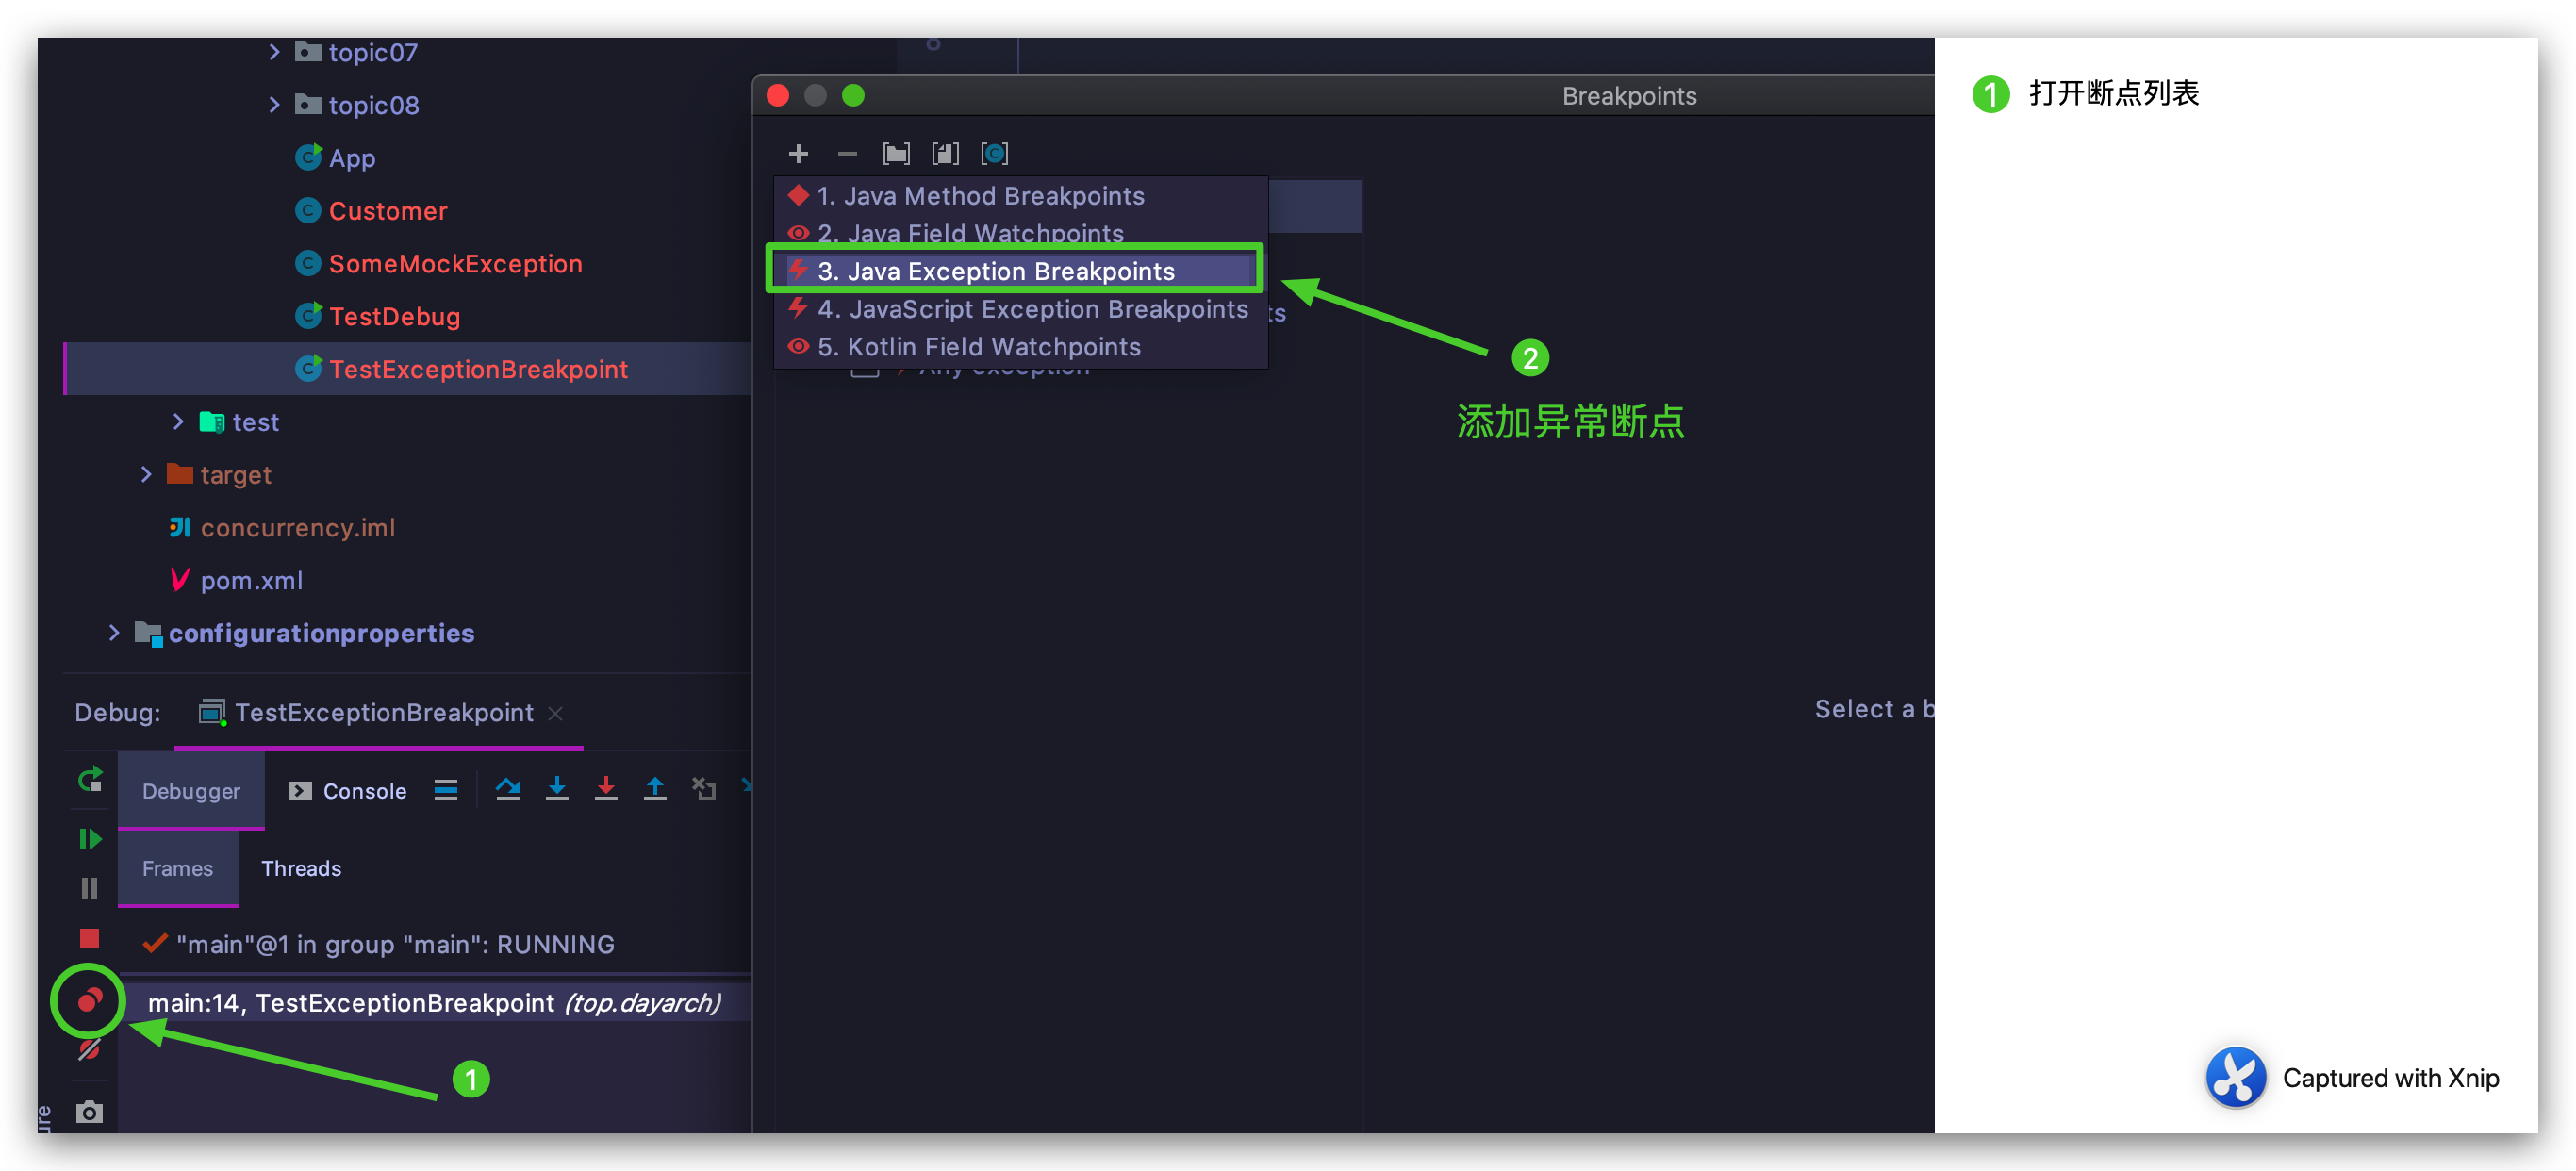 topic07
topic08
App
Customer
SomeMockException
TestDebug
TestExceptionBreakpoint
test
target
concurrency.iml
pom.xml
configurationproperties
Debug:
TestExceptionBreakpoint
Debugger
Console
Frames
Threads
"main"@1 in group "main": RUNNING
main:14, TestExceptionBreakpoint (top.dayarch)
1
Breakpoints
1. Java Method Breakpoints
2. Java Field Watchpoints
3. Java Exception Breakpoints
4. JavaScript Exception Breakpoints
5. Kotlin Field Watchpoints
Any exception
2
添加异常断点
Select a b
1 打开断点列表
Captured with Xnip